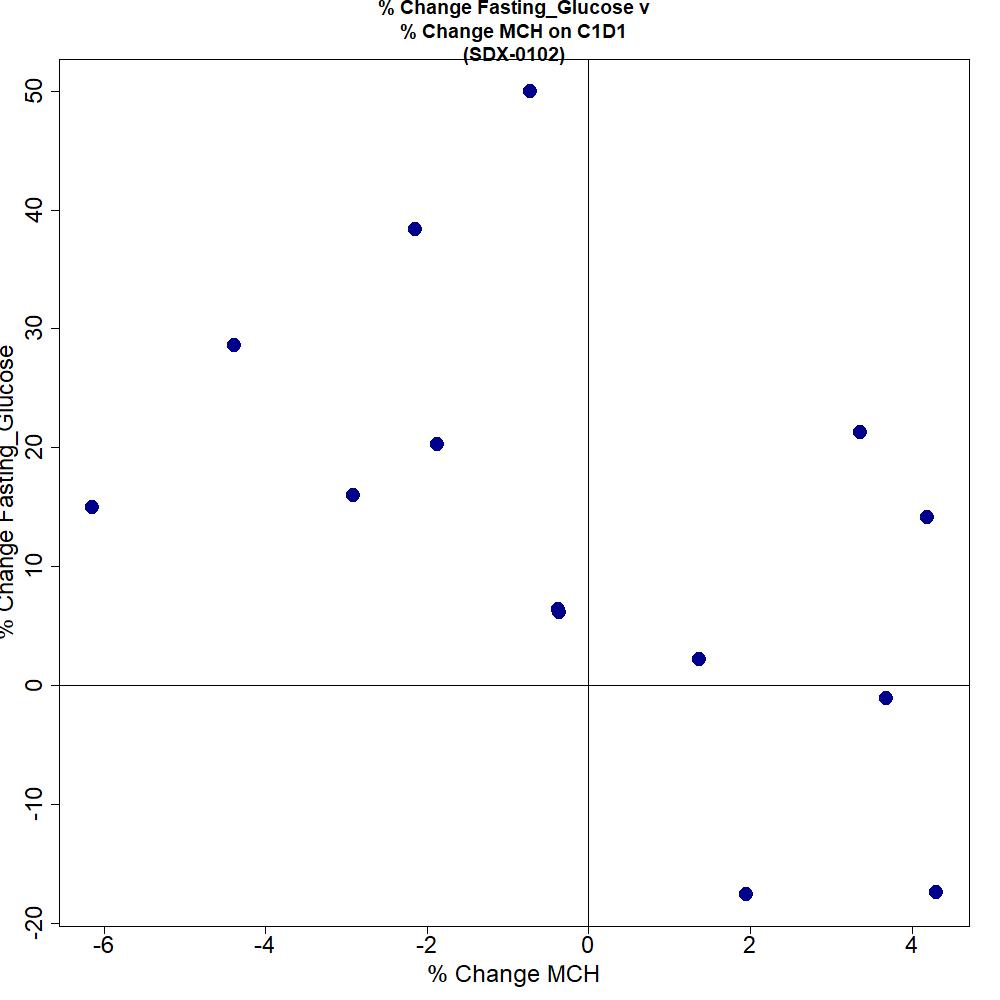 % Change Fasting_Glucose v
% Change MCH on C1D1
(SDX-0102)
% Change Fasting_Glucose
50
40
30
20
10
0
-10
-20
-6 -4 -2 0 2 4
% Change MCH